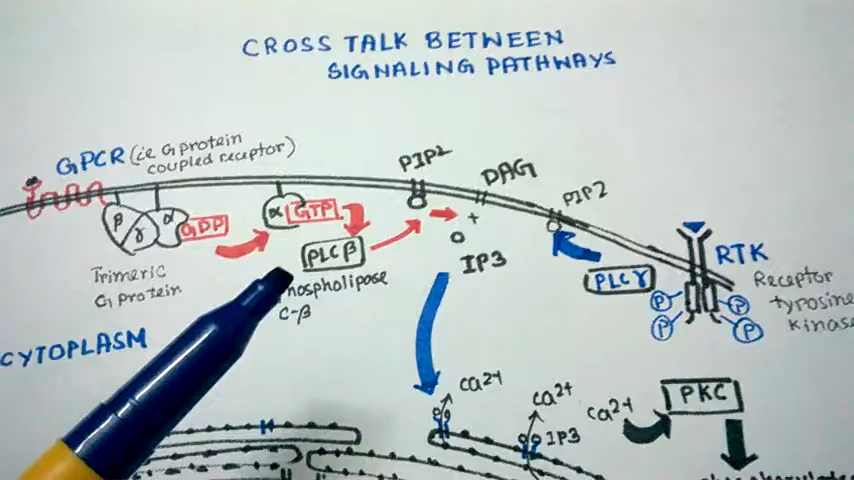 CROSS TALK BETWEEN
SIGNALING PATHWAYS
GPCR (ie G protein
coupled receptor)
PIP2
DAG
PIP2
β
γ
α
GDP
α
GTP
PLCβ
+
IP3
PLCγ
RTK
Receptor
tyrosine
kinase
P
P
P
P
Trimeric
G protein
hospholipase
C-β
CYTOPLASM
Ca2+
Ca2+
IP3
Ca2+
PKC